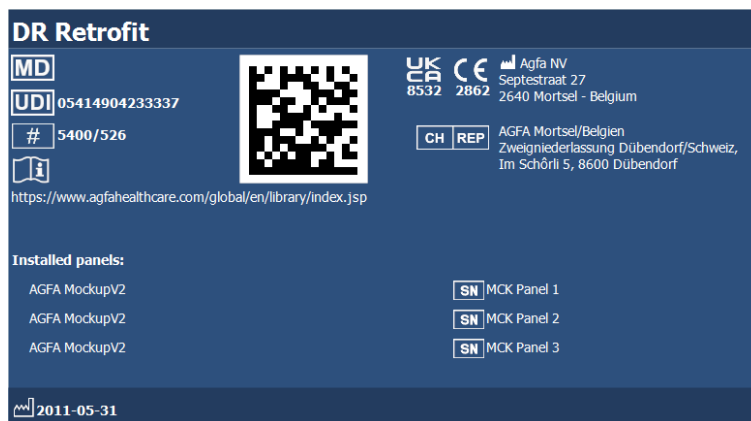 DR Retrofit
MD
UDI 05414904233337
# 5400/526
https://www.agfahealthcare.com/global/en/library/index.jsp
UK CA 8532
CE 2862
Agfa NV
Septestraat 27
2640 Mortsel - Belgium
CH REP
AGFA Mortsel/Belgien
Zweigniederlassung Dübendorf/Schweiz,
Im Schôrli 5, 8600 Dübendorf
Installed panels:
AGFA MockupV2 SN MCK Panel 1
AGFA MockupV2 SN MCK Panel 2
AGFA MockupV2 SN MCK Panel 3
2011-05-31